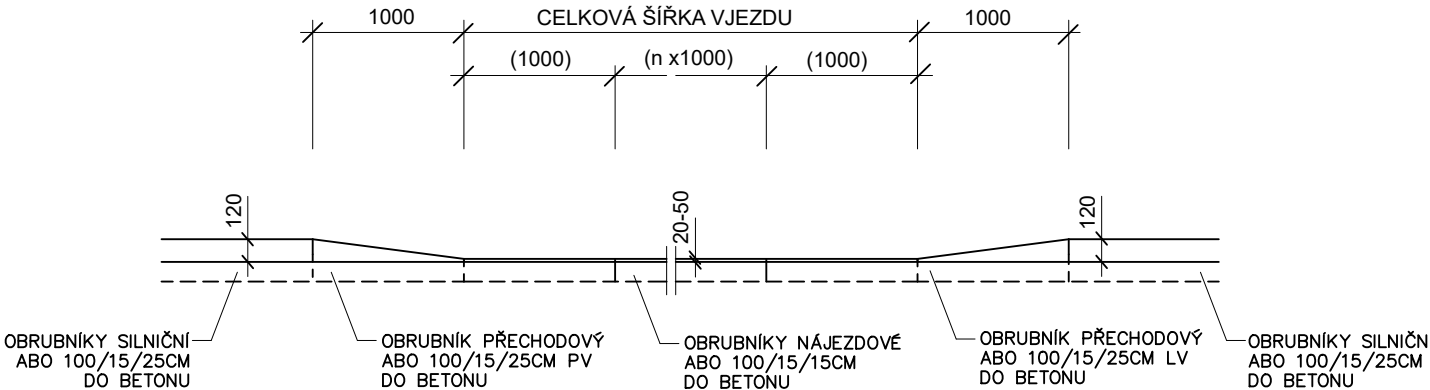 1000
CELKOVÁ ŠÍŘKA VJEZDU
1000
(1000)
(n x1000)
(1000)
120
20-50
120
OBRUBNÍKY SILNIČNÍ
ABO 100/15/25CM
DO BETONU
OBRUBNÍK PŘECHODOVÝ
ABO 100/15/25CM PV
DO BETONU
OBRUBNÍKY NÁJEZDOVÉ
ABO 100/15/15CM
DO BETONU
OBRUBNÍK PŘECHODOVÝ
ABO 100/15/25CM LV
DO BETONU
OBRUBNÍKY SILNIČN
ABO 100/15/25CM
DO BETONU